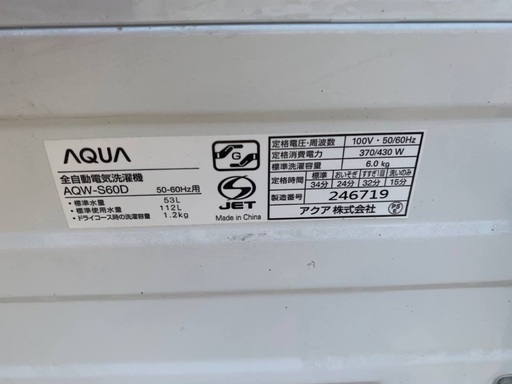 AQUA
全自動電気洗濯機
AQW-S60D 50-60Hz用
・標準水量 53L
・標準使用水量 112L
・ドライコース時の洗濯容量 1.2kg
G
S
JET
Made in China
定格電圧・周波数 100V・50/60Hz
定格消費電力 370/430 W
標準洗濯容量 6.0 kg
定格時間 標準 おいそぎ すすぎ1回 洗いのみ
34分 24分 32分 15分
製造番号 246719
アクア株式会社
PS
E